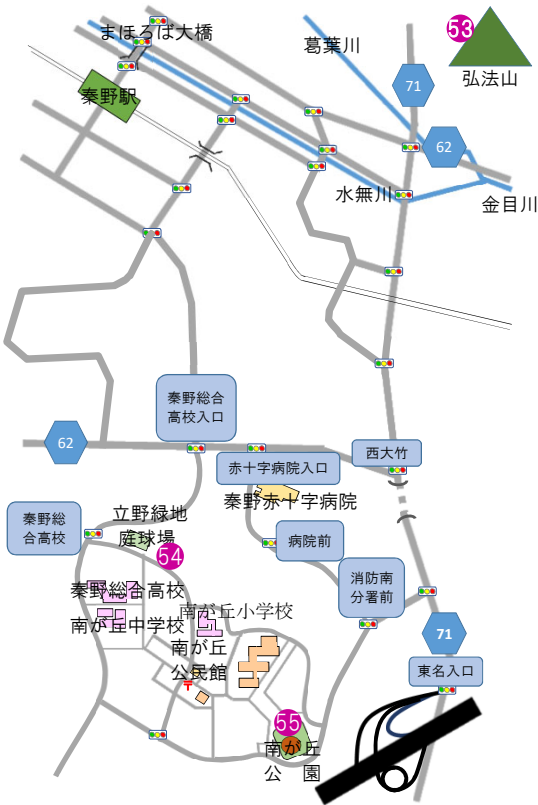 まほろば大橋
葛葉川
53
弘法山
71
秦野駅
62
水無川
金目川
秦野総合
高校入口
62
赤十字病院入口
西大竹
秦野赤十字病院
秦野総
合高校
立野緑地
庭球場
54
病院前
消防南
分署前
秦野総合高校
南が丘小学校
南が丘中学校
南が丘
公民館
71
東名入口
〒
55
南が丘
公　園